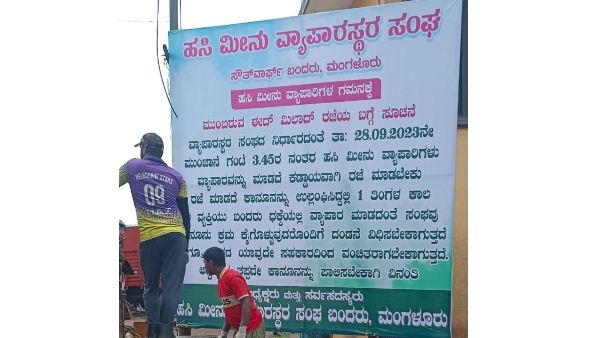 ಹಸಿ ಮೀನು ವ್ಯಾಪಾರಸ್ಥರ ಸಂಘ
ಸೌತ್‌ವಾರ್ಫ್ ಬಂದರು, ಮಂಗಳೂರು
ಹಸಿ ಮೀನು ವ್ಯಾಪಾರಿಗಳ ಗಮನಕ್ಕೆ
ಮುಂಬರುವ ಈದ್ ಮಿಲಾದ್ ರಜೆಯ ಬಗ್ಗೆ ಸೂಚನೆ
ವ್ಯಾಪಾರಸ್ಥರ ಸಂಘದ ನಿರ್ಧಾರದಂತೆ ತಾ: 28.09.2023ನೇ
ಮುಂಜಾನೆ ಗಂಟೆ 3.45ರ ನಂತರ ಹಸಿ ಮೀನು ವ್ಯಾಪಾರಿಗಳು
ವ್ಯಾಪಾರವನ್ನು ಮಾಡದೆ ಕಡ್ಡಾಯವಾಗಿ ರಜೆ ಮಾಡಬೇಕು
ರಜೆ ಮಾಡದೆ ಕಾನೂನನ್ನು ಉಲ್ಲಂಘಿಸಿದ್ದಲ್ಲಿ 1 ತಿಂಗಳ ಕಾಲ
ವ್ಯಕ್ತಿಯು ಬಂದರು ಧಕ್ಕೆಯಲ್ಲಿ ವ್ಯಾಪಾರ ಮಾಡದಂತೆ ಸಂಘವು
ಕಾನೂನು ಕ್ರಮ ಕೈಗೊಳ್ಳುವುದರೊಂದಿಗೆ ದಂಡನೆ ವಿಧಿಸಬೇಕಾಗುತ್ತದೆ
ಯಾವುದೇ ಸಹಕಾರದಿಂದ ವಂಚಿತರಾಗಬೇಕಾಗುತ್ತದೆ.
ತಪ್ಪದೇ ಕಾನೂನನ್ನು ಪಾಲಿಸಬೇಕಾಗಿ ವಿನಂತಿ
ಮತ್ತು ಸರ್ವಸದಸ್ಯರು
ಹಸಿ ಮೀನು ವ್ಯಾಪಾರಸ್ಥರ ಸಂಘ ಬಂದರು, ಮಂಗಳೂರು
09